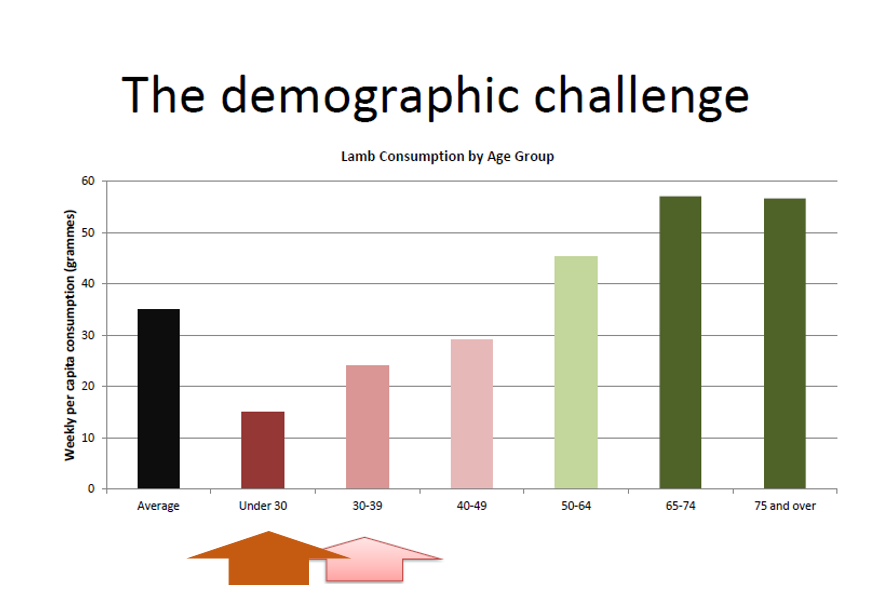 The demographic challenge
Lamb Consumption by Age Group
Weekly per capita consumption (grammes)
60
50
40
30
20
10
0
Average Under 30 30-39 40-49 50-64 65-74 75 and over